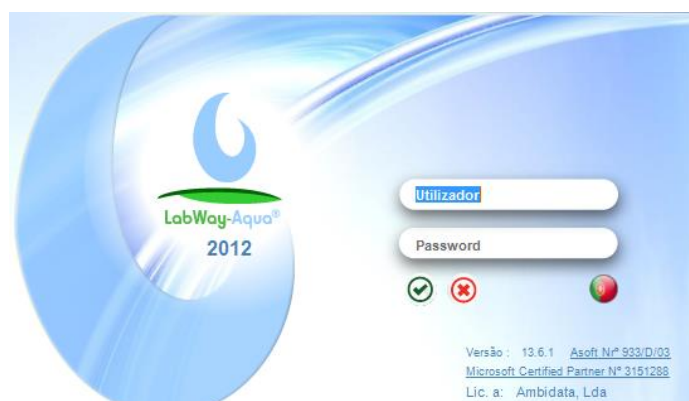 LabWay-Aqua®
2012
Utilizador
Password
Versão : 13.6.1 Asoft Nrº 933/D/03
Microsoft Certified Partner Nº 3151288
Lic. a: Ambidata, Lda